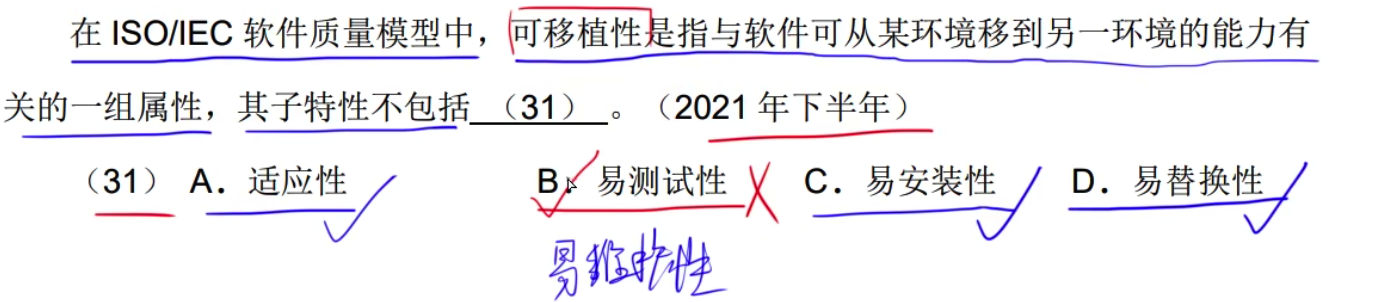 在 ISO/IEC 软件质量模型中，可移植性是指与软件可从某环境移到另一环境的能力有
关的一组属性，其子特性不包括（31）。（2021 年下半年）
（31） A．适应性 B．易测试性 C．易安装性 D．易替换性
易维护性